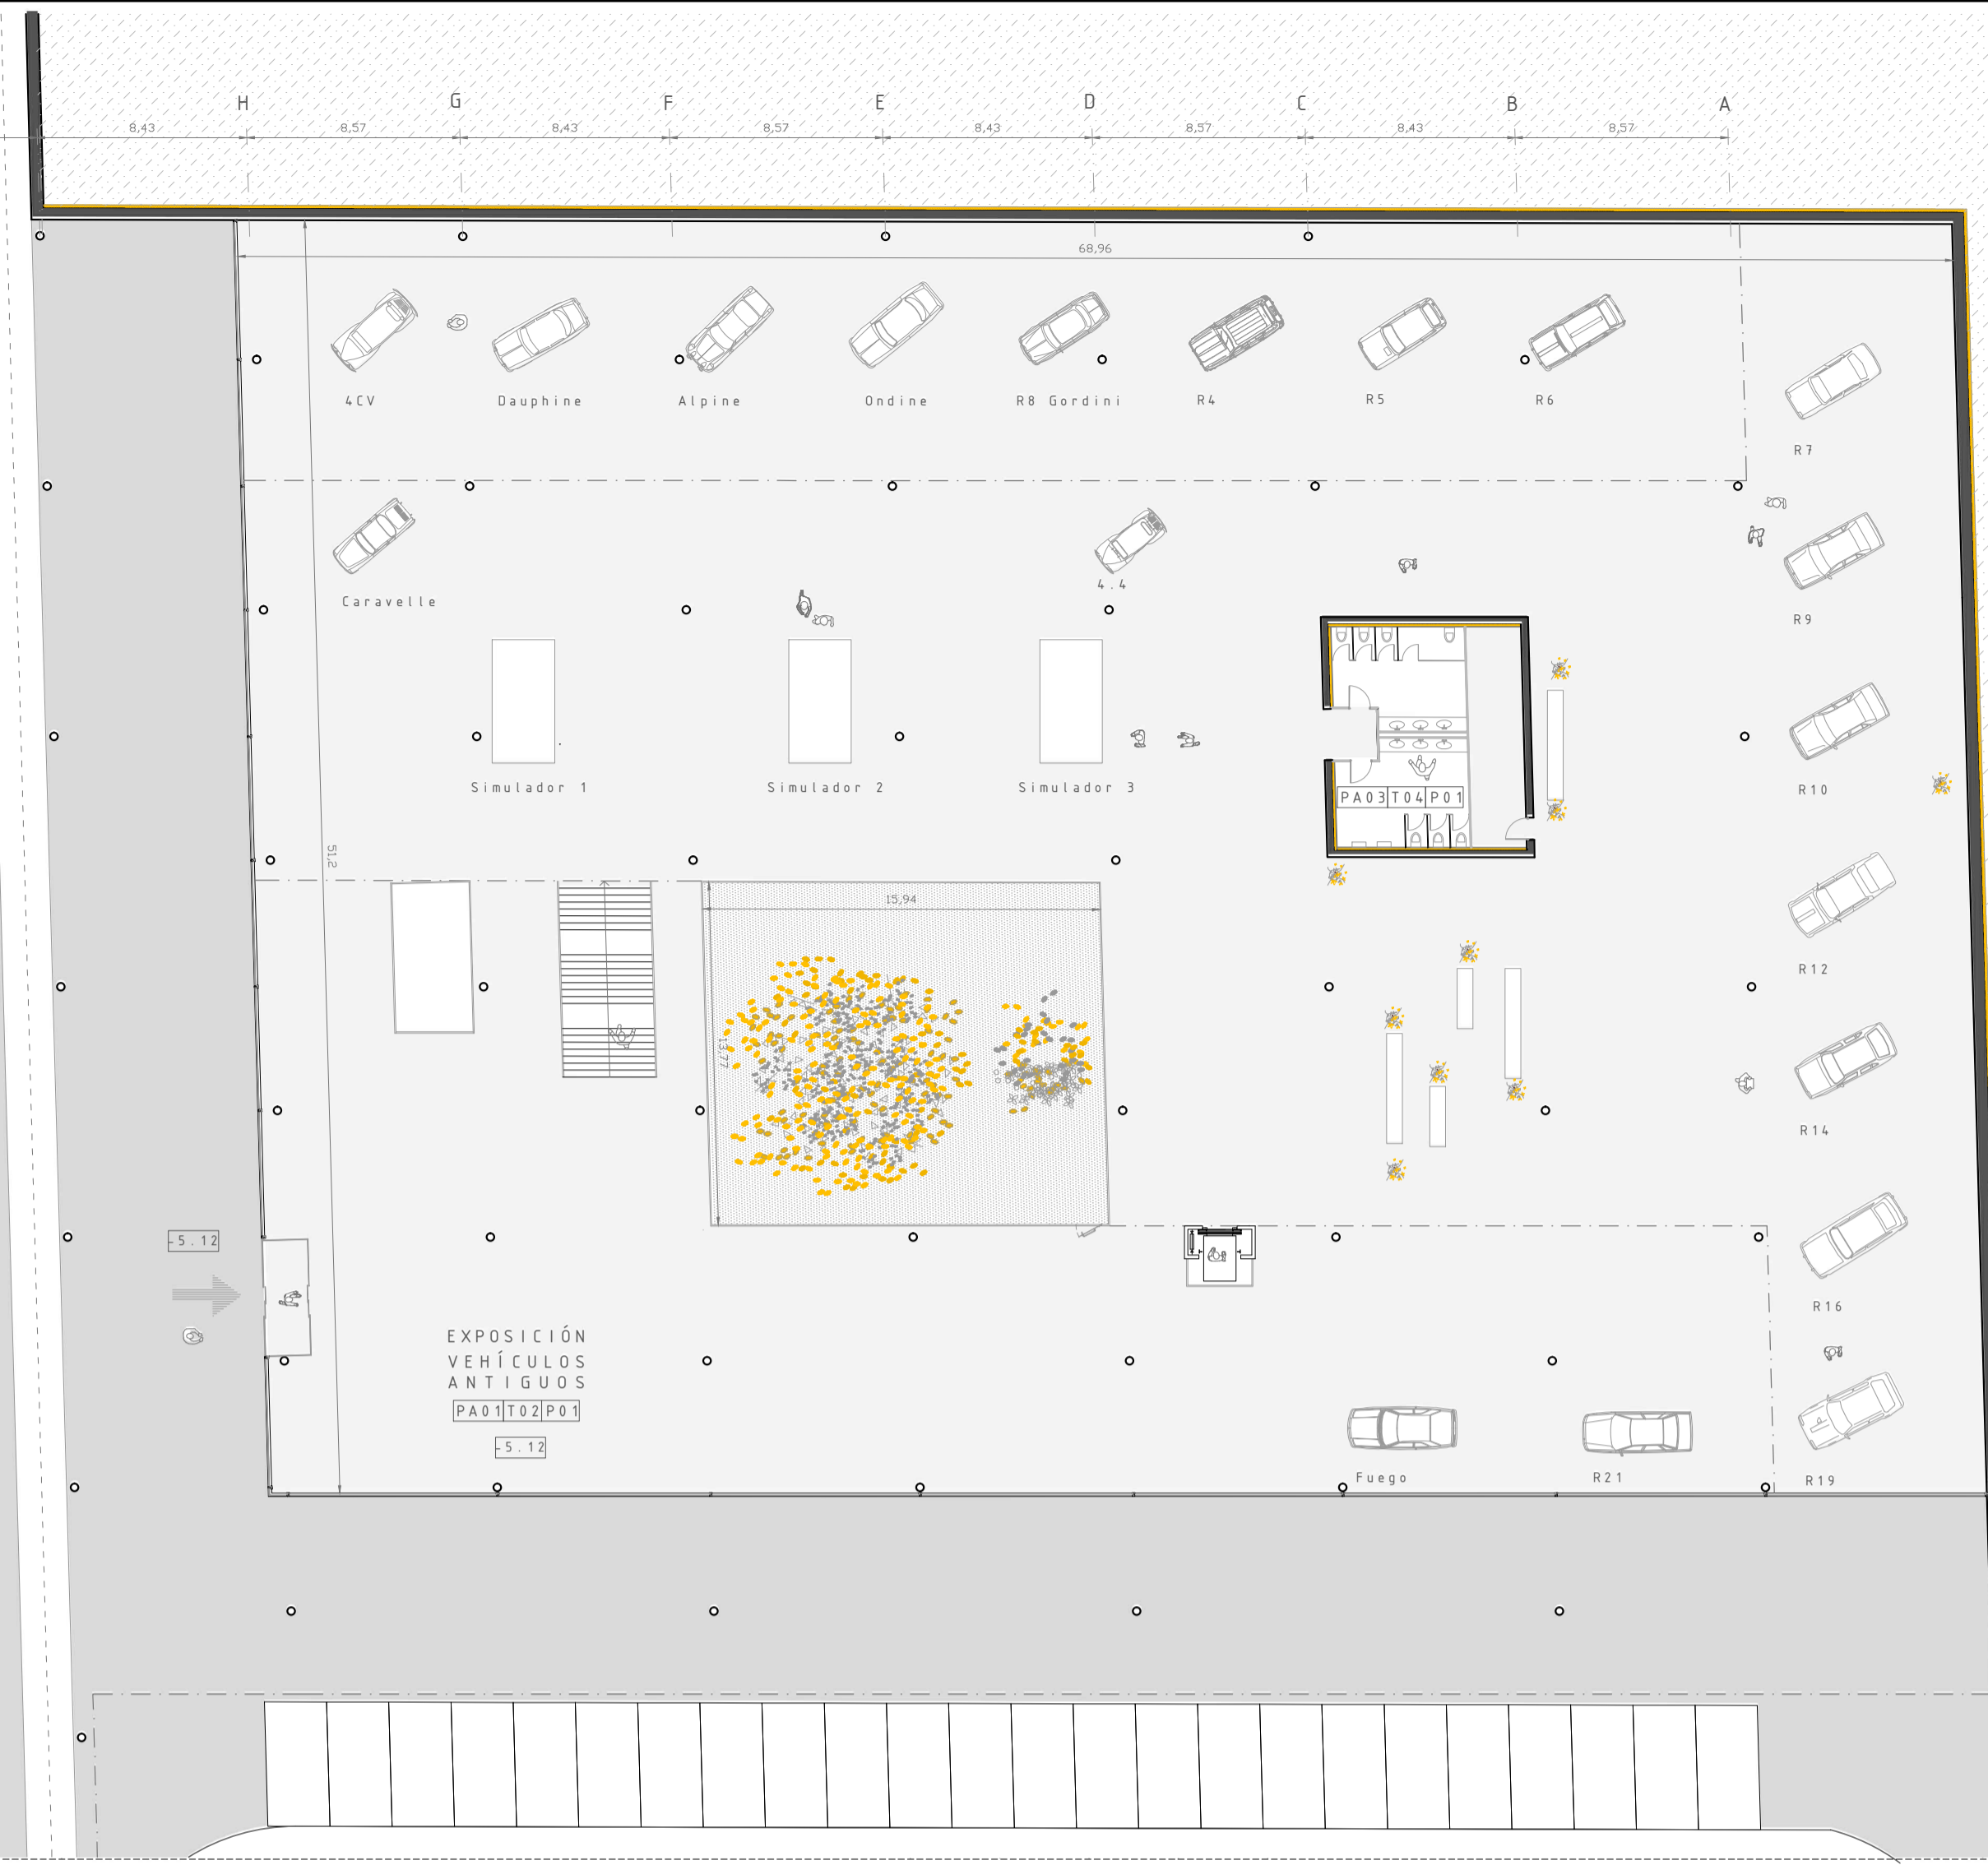 H G F E D C B A
8,43 8,57 8,43 8,57 8,43 8,57 8,43 8,57
68,96
4CV Dauphine Alpine Ondine R8 Gordini R4 R5 R6
R7
Caravelle 4.4
R9
Simulador 1 Simulador 2 Simulador 3 R10
PA03 T04 P01
51,2
15,94
R12
13,77
R14
-5.12
R16
EXPOSICIÓN
VEHÍCULOS
ANTIGUOS
PA01 T02 P01
-5.12
Fuego R21 R19